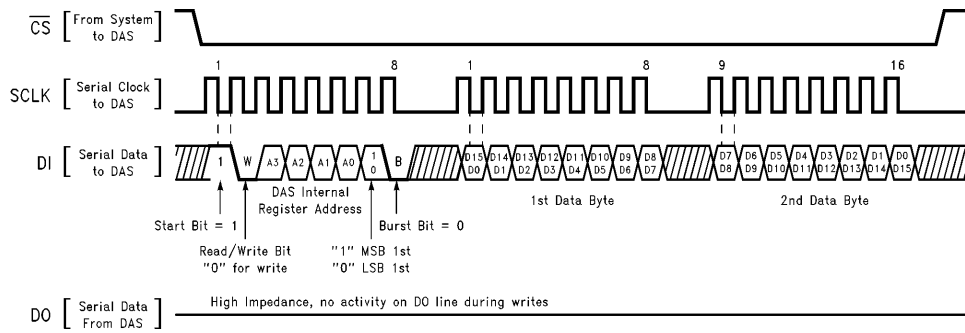 CS [ From System to DAS ]
1 8 1 8 9 16
SCLK [ Serial Clock to DAS ]
DI [ Serial Data to DAS ]
1 W A3 A2 A1 A0 1 B D15 D14 D13 D12 D11 D10 D9 D8 D7 D6 D5 D4 D3 D2 D1 D0
0 D0 D1 D2 D3 D4 D5 D6 D7 D8 D9 D10 D11 D12 D13 D14 D15
DAS Internal
Register Address
1st Data Byte
2nd Data Byte
Start Bit = 1
Burst Bit = 0
Read/Write Bit
"0" for write
"1" MSB 1st
"0" LSB 1st
DO [ Serial Data From DAS ]
High Impedance, no activity on DO line during writes